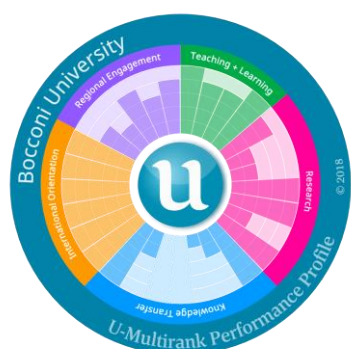 Bocconi University
Regional Engagement
Teaching + Learning
Research
Knowledge Transfer
International Orientation
u
© 2018
U-Multirank Performance Profile